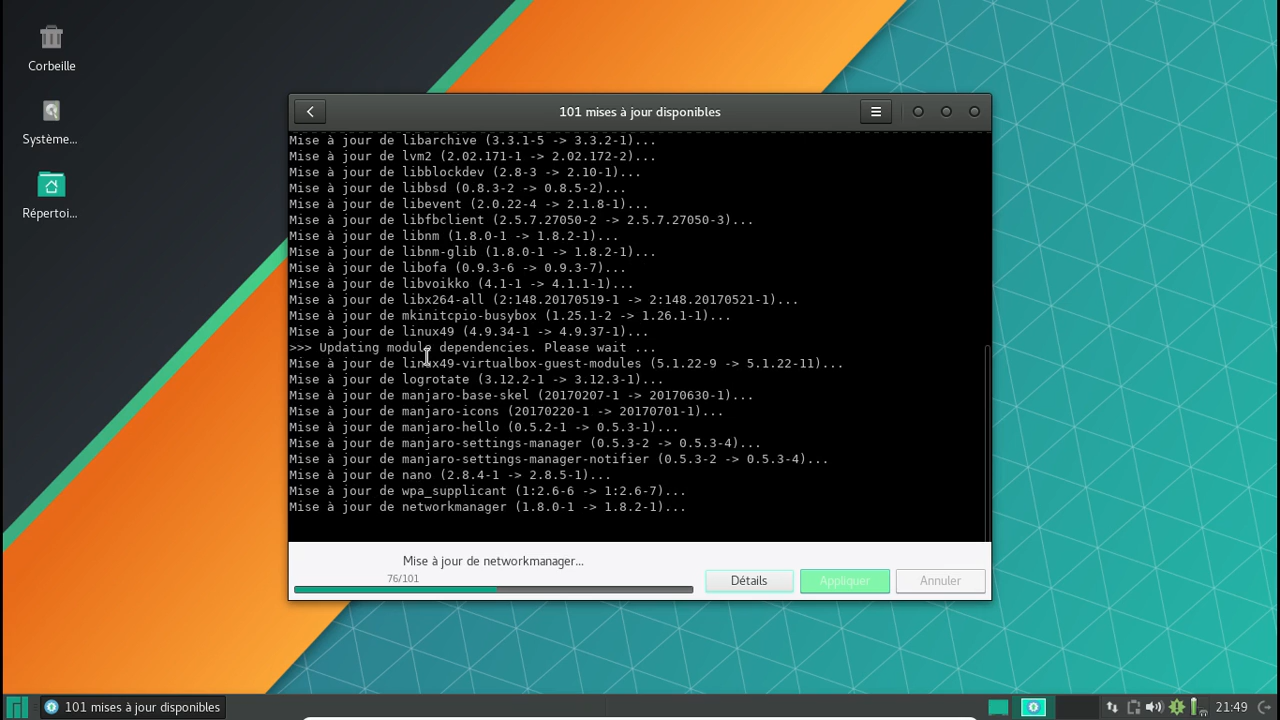 Corbeille
Système...
Répertoi...
101 mises à jour disponibles
Mise à jour de libarchive (3.3.1-5 -> 3.3.2-1)...
Mise à jour de lvm2 (2.02.171-1 -> 2.02.172-2)...
Mise à jour de libblockdev (2.8-3 -> 2.10-1)...
Mise à jour de libbsd (0.8.3-2 -> 0.8.5-2)...
Mise à jour de libevent (2.0.22-4 -> 2.1.8-1)...
Mise à jour de libfbclient (2.5.7.27050-2 -> 2.5.7.27050-3)...
Mise à jour de libnm (1.8.0-1 -> 1.8.2-1)...
Mise à jour de libnm-glib (1.8.0-1 -> 1.8.2-1)...
Mise à jour de libofa (0.9.3-6 -> 0.9.3-7)...
Mise à jour de libvoikko (4.1-1 -> 4.1.1-1)...
Mise à jour de libx264-all (2:148.20170519-1 -> 2:148.20170521-1)...
Mise à jour de mkinitcpio-busybox (1.25.1-2 -> 1.26.1-1)...
Mise à jour de linux49 (4.9.34-1 -> 4.9.37-1)...
>>> Updating module dependencies. Please wait ...
Mise à jour de linux49-virtualbox-guest-modules (5.1.22-9 -> 5.1.22-11)...
Mise à jour de logrotate (3.12.2-1 -> 3.12.3-1)...
Mise à jour de manjaro-base-skel (20170207-1 -> 20170630-1)...
Mise à jour de manjaro-icons (20170220-1 -> 20170701-1)...
Mise à jour de manjaro-hello (0.5.2-1 -> 0.5.3-1)...
Mise à jour de manjaro-settings-manager (0.5.3-2 -> 0.5.3-4)...
Mise à jour de manjaro-settings-manager-notifier (0.5.3-2 -> 0.5.3-4)...
Mise à jour de nano (2.8.4-1 -> 2.8.5-1)...
Mise à jour de wpa_supplicant (1:2.6-6 -> 1:2.6-7)...
Mise à jour de networkmanager (1.8.0-1 -> 1.8.2-1)...
Mise à jour de networkmanager...
76/101
Détails
Appliquer
Annuler
101 mises à jour disponibles
21:49